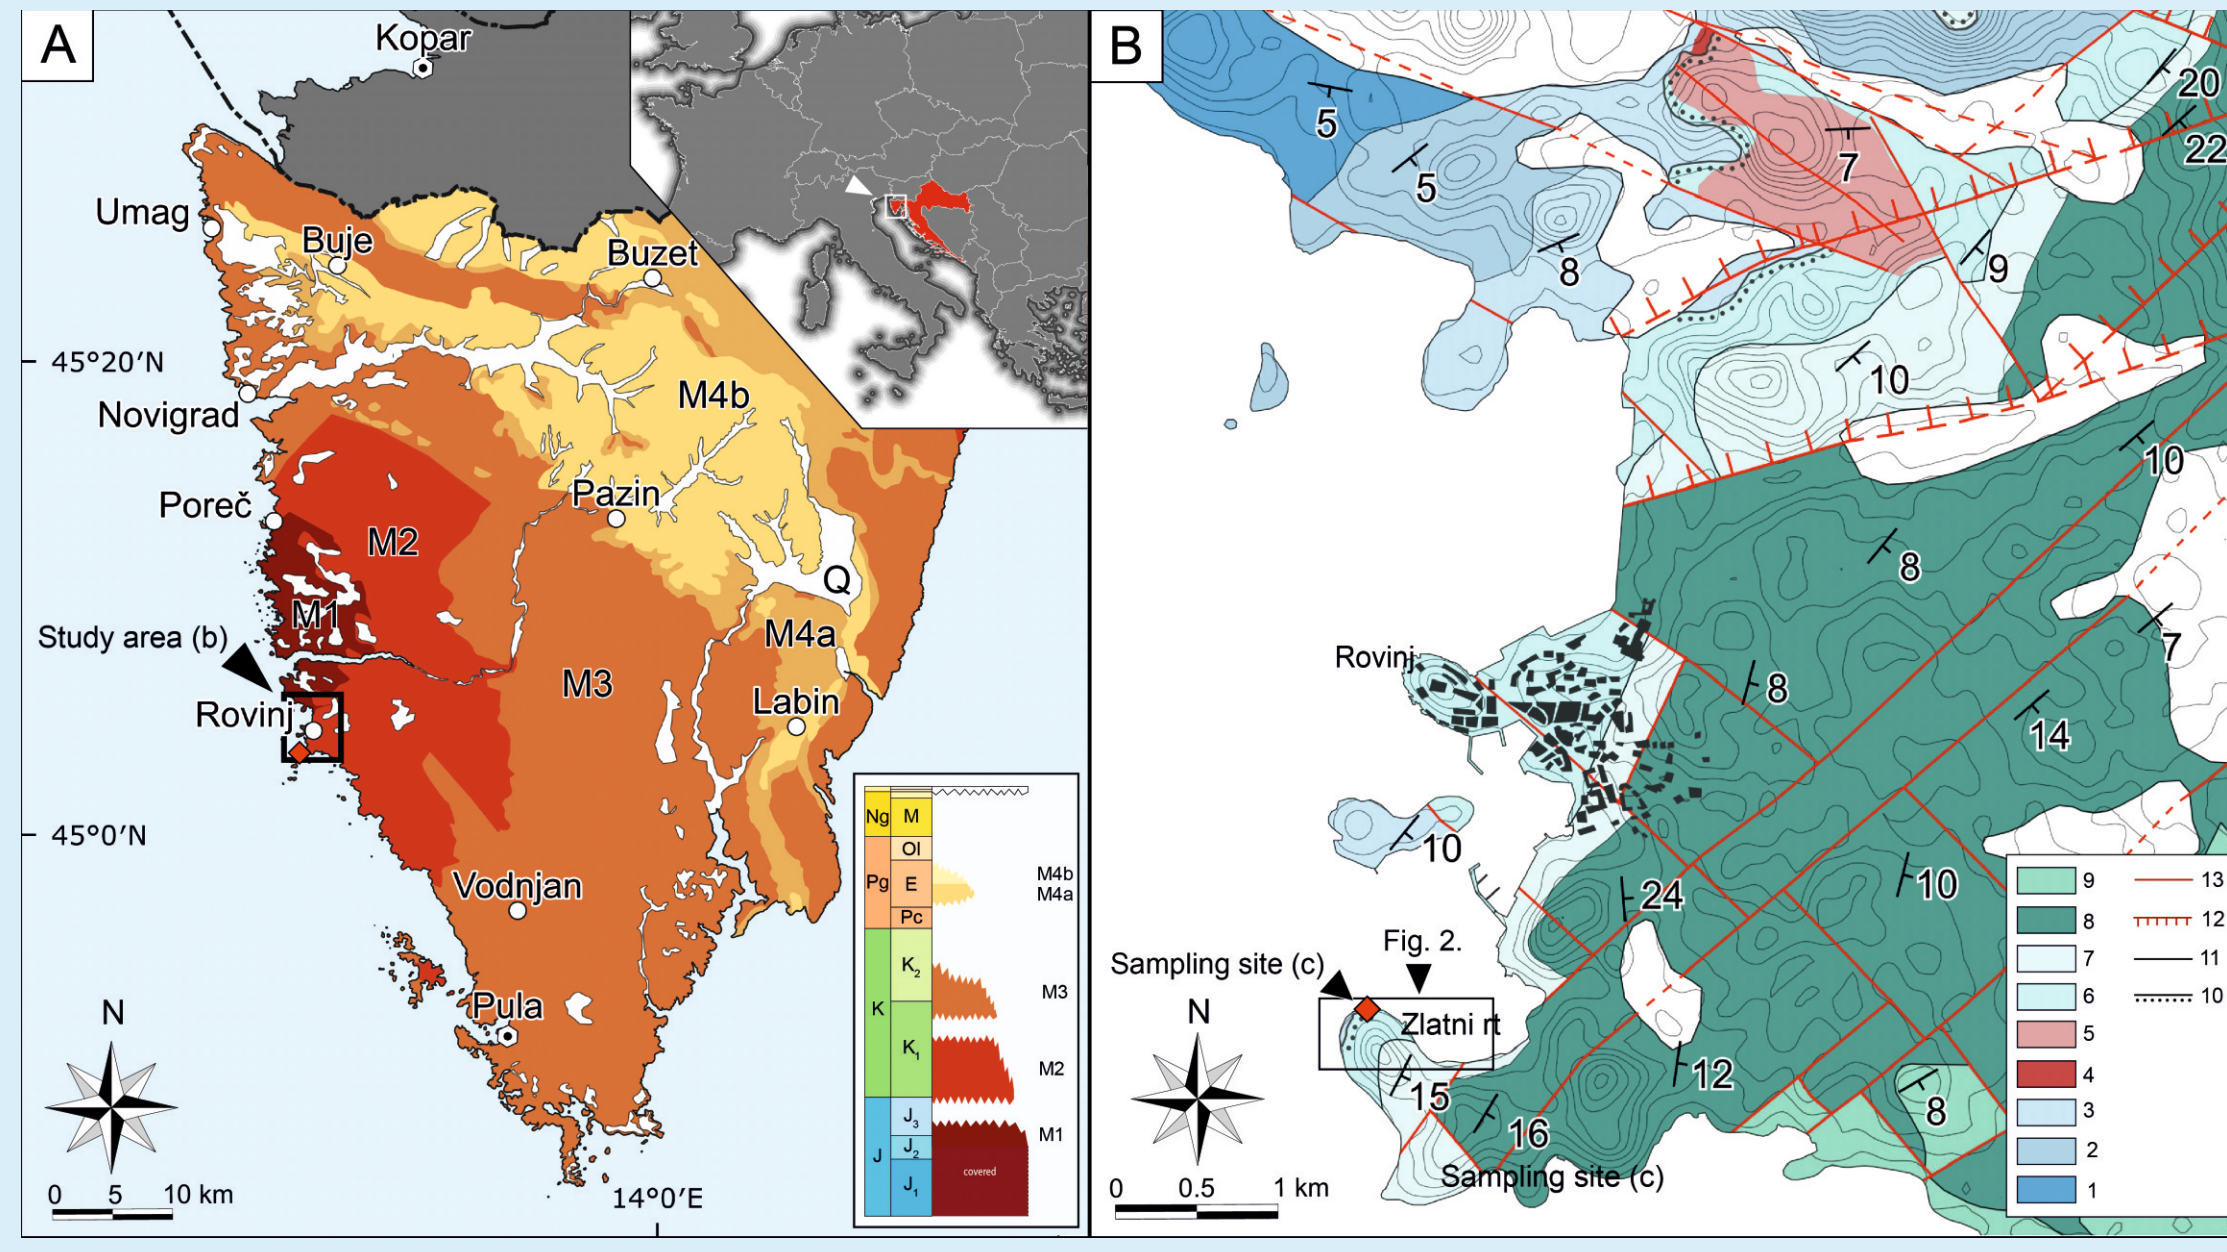 A
Kopar
Umag
Buje
Buzet
45°20′N
Novigrad
M4b
Poreč
M2
Pazin
Q
M1
Study area (b)
M4a
M3
Rovinj
Labin
45°0′N
Vodnjan
Pula
N
0 5 10 km
14°0′E
Ng M
Ol
Pg E
Pc
K K2
K1
J J3
J2
J1
M4b
M4a
M3
M2
M1
covered
B
5
5
7
20
22
8
9
10
10
8
Rovinj
8
7
14
10
24
10
Fig. 2.
Sampling site (c)
Zlatni rt
N
15
16
12
8
Sampling site (c)
0 0.5 1 km
9 13
8 12
7 11
6 10
5
4
3
2
1